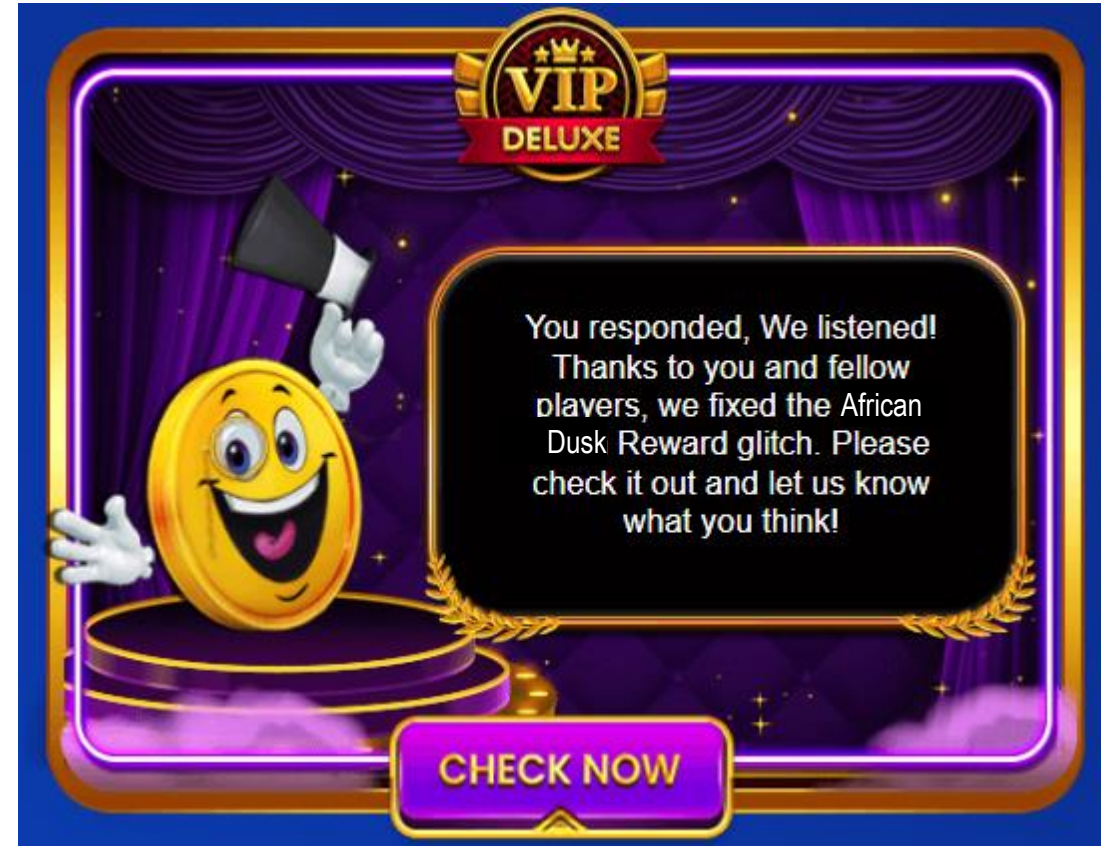 VIP
DELUXE
You responded, We listened!
Thanks to you and fellow
players, we fixed the African
Dusk Reward glitch. Please
check it out and let us know
what you think!
CHECK NOW